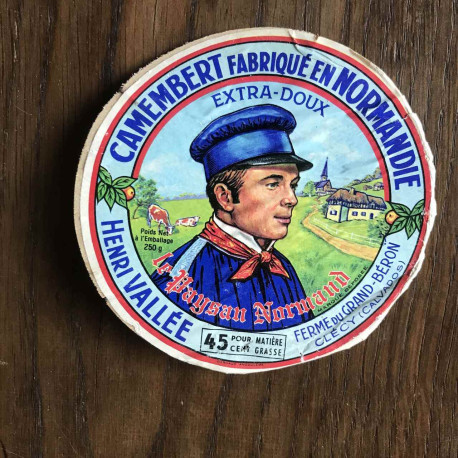 CAMEMBERT FABRIQUÉ EN NORMANDIE
EXTRA-DOUX
Poids Net
à l'Emballage
250 g
le Paysan Normand
HENRI VALLÉE
FERME DU GRAND-BÉRON
CLÉCY (CALVADOS)
45 POUR MATIÈRE
CENT GRASSE